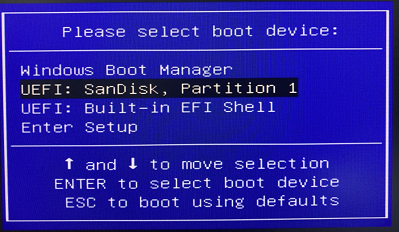 Please select boot device:
Windows Boot Manager
UEFI: SanDisk, Partition 1
UEFI: Built-in EFI Shell
Enter Setup
↑ and ↓ to move selection
ENTER to select boot device
ESC to boot using defaults